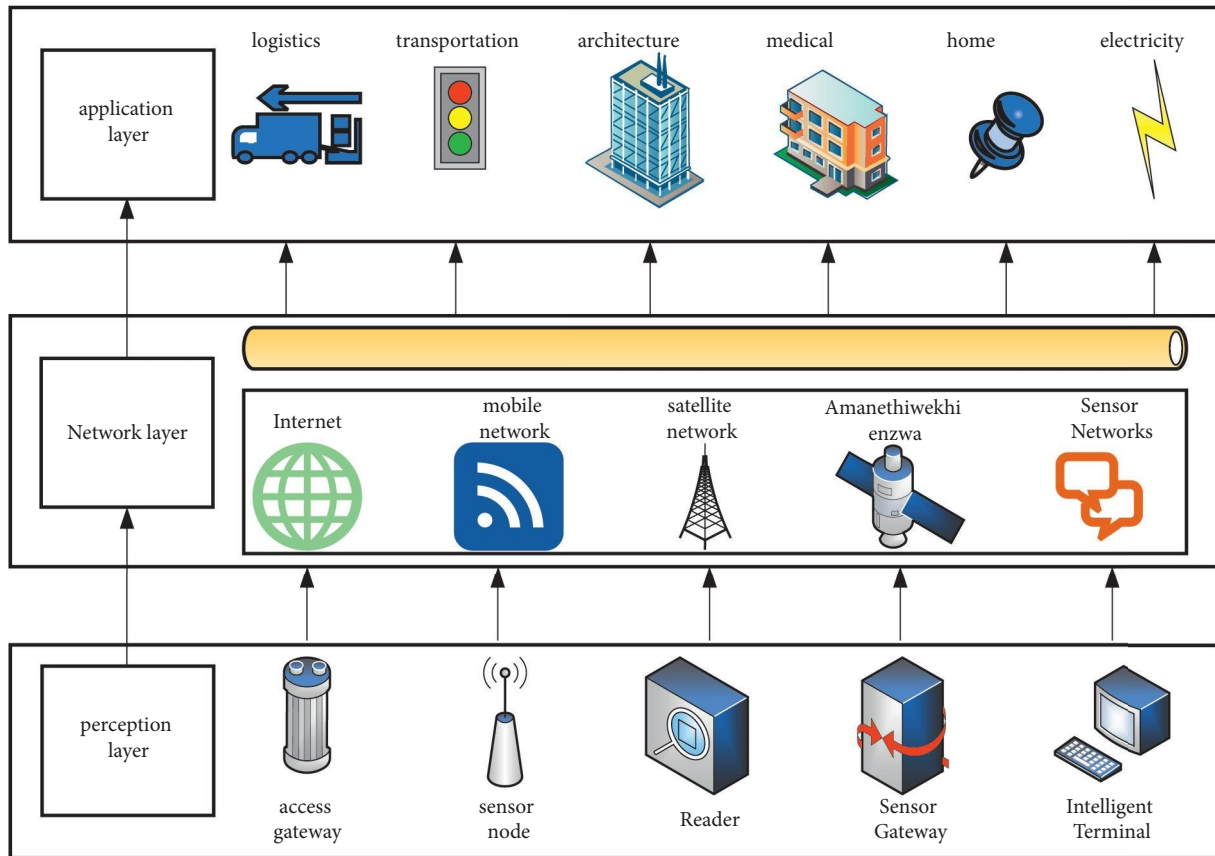 logistics
transportation
architecture
medical
home
electricity
application
layer
Network layer
Internet
mobile
network
satellite
network
Amanethiwekhi
enzwa
Sensor
Networks
perception
layer
access
gateway
sensor
node
Reader
Sensor
Gateway
Intelligent
Terminal